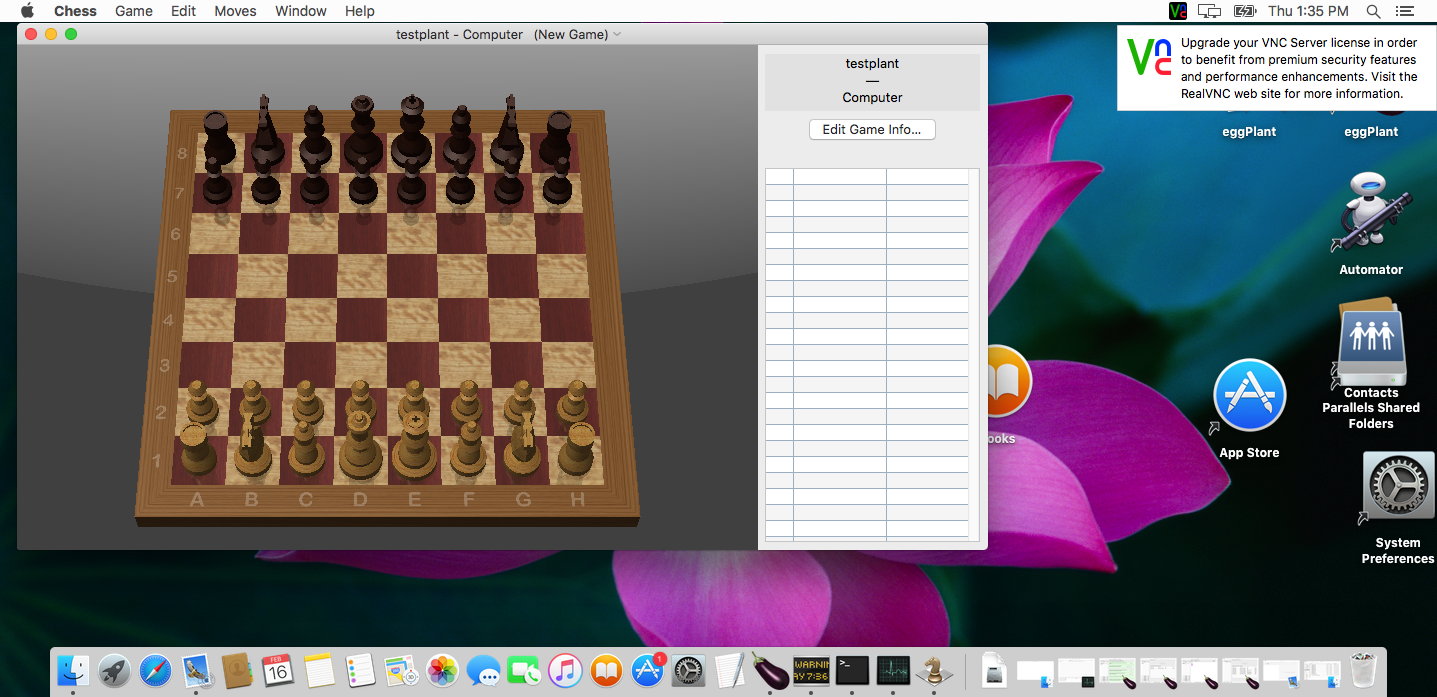 Chess Game Edit Moves Window Help
Thu 1:35 PM
testplant - Computer (New Game)
testplant
—
Computer
Edit Game Info...
Upgrade your VNC Server license in order
to benefit from premium security features
and performance enhancements. Visit the
RealVNC web site for more information.
eggPlant
eggPlant
Automator
Contacts
Parallels Shared
Folders
ooks
App Store
System
Preferences
8
7
6
5
4
3
2
1
A B C D E F G H
FEB
16
30
1
WARNIN
AY 7:36
>_